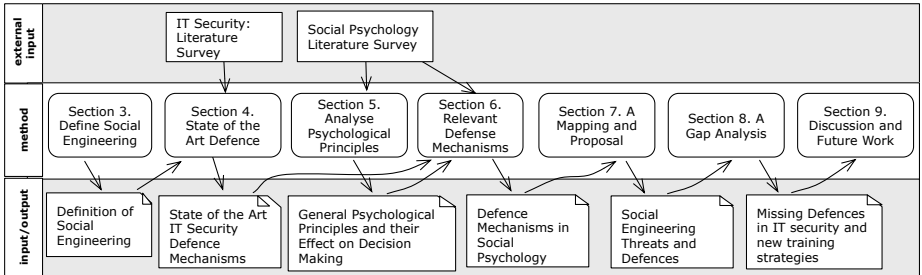 external
input
IT Security:
Literature
Survey
Social Psychology
Literature Survey
method
Section 3.
Define Social
Engineering
Section 4.
State of the
Art Defence
Section 5.
Analyse
Psychological
Principles
Section 6.
Relevant
Defense
Mechanisms
Section 7. A
Mapping and
Proposal
Section 8. A
Gap Analysis
Section 9.
Discussion and
Future Work
input/output
Definition of
Social
Engineering
State of the Art
IT Security
Defence
Mechanisms
General Psychological
Principles and their
Effect on Decision
Making
Defence
Mechanisms in
Social
Psychology
Social
Engineering
Threats and
Defences
Missing Defences
in IT security and
new training
strategies